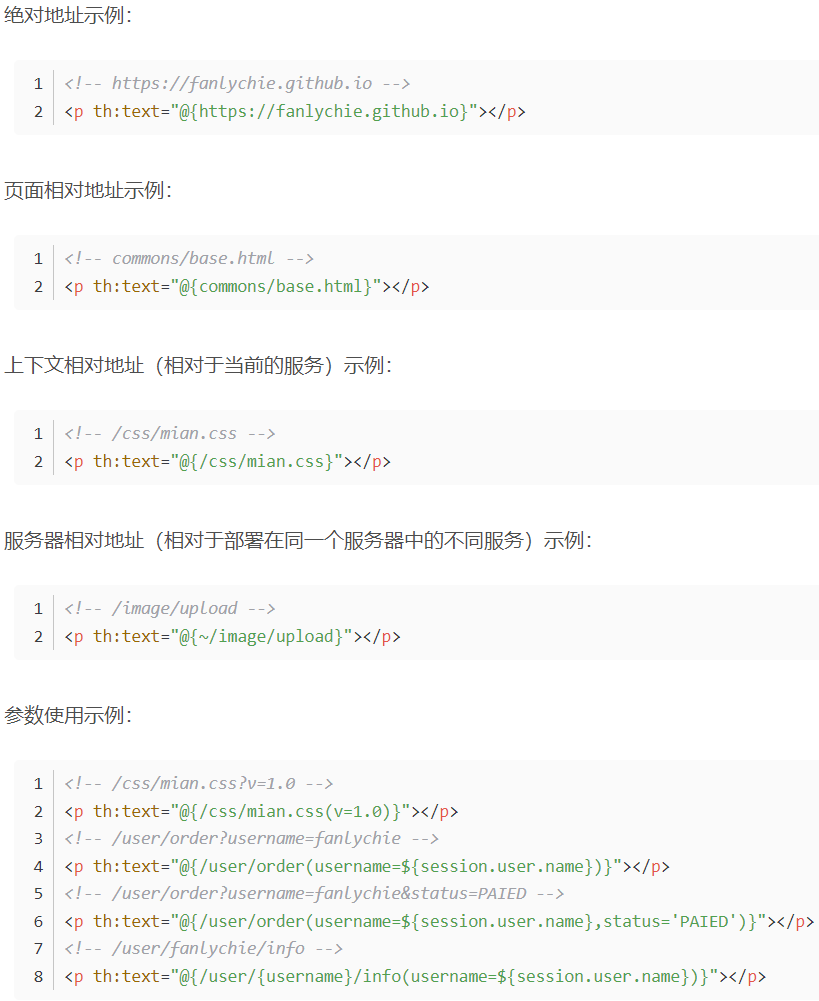 绝对地址示例：
1 <!-- https://fanlychie.github.io -->
2 <p th:text="@{https://fanlychie.github.io}"></p>
页面相对地址示例：
1 <!-- commons/base.html -->
2 <p th:text="@{commons/base.html}"></p>
上下文相对地址（相对于当前的服务）示例：
1 <!-- /css/mian.css -->
2 <p th:text="@{/css/mian.css}"></p>
服务器相对地址（相对于部署在同一个服务器中的不同服务）示例：
1 <!-- /image/upload -->
2 <p th:text="@{~/image/upload}"></p>
参数使用示例：
1 <!-- /css/mian.css?v=1.0 -->
2 <p th:text="@{/css/mian.css(v=1.0)}"></p>
3 <!-- /user/order?username=fanlychie -->
4 <p th:text="@{/user/order(username=${session.user.name})}"></p>
5 <!-- /user/order?username=fanlychie&status=PAIED -->
6 <p th:text="@{/user/order(username=${session.user.name},status='PAIED')}"></p>
7 <!-- /user/fanlychie/info -->
8 <p th:text="@{/user/{username}/info(username=${session.user.name})}"></p>